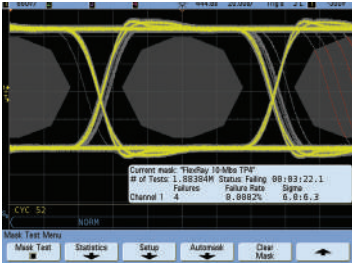 Current mask: "FlexRay 10-Mbs TP4"
# of Tests: 1.88384M Status: Failing 00:03:22.1
Failures Failure Rate Sigma
Channel 1 4 0.0002% 6.0:6.3
CYC 52
NORM
Mask Test Menu
Mask Test Statistics Setup Automask Clear
Mask